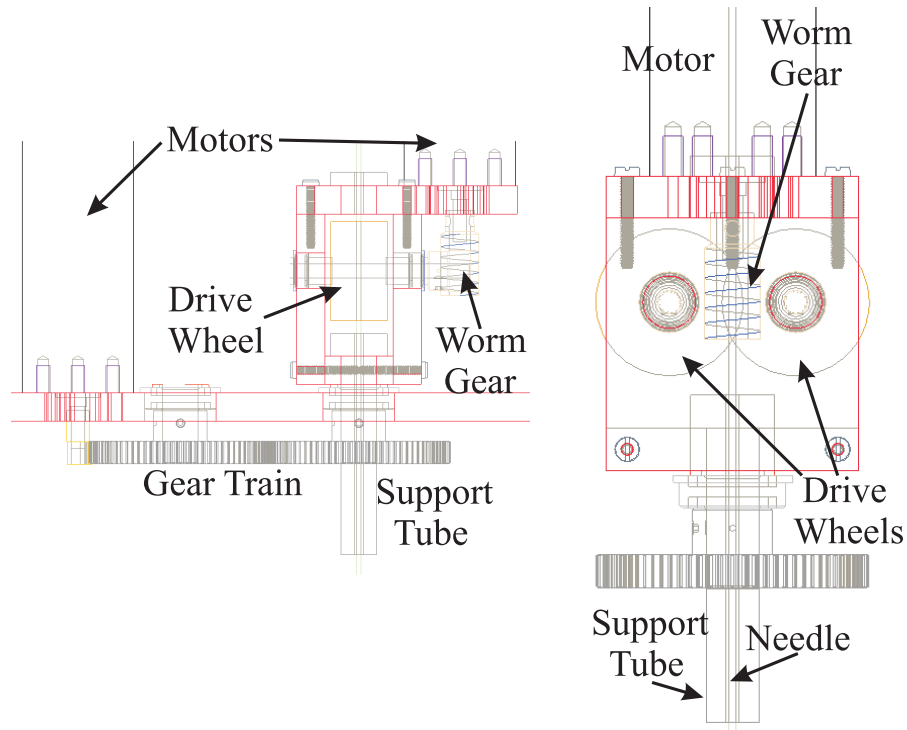 Motors
Drive
Wheel
Worm
Gear
Gear Train
Support
Tube
Motor
Worm
Gear
Drive
Wheels
Support
Tube
Needle